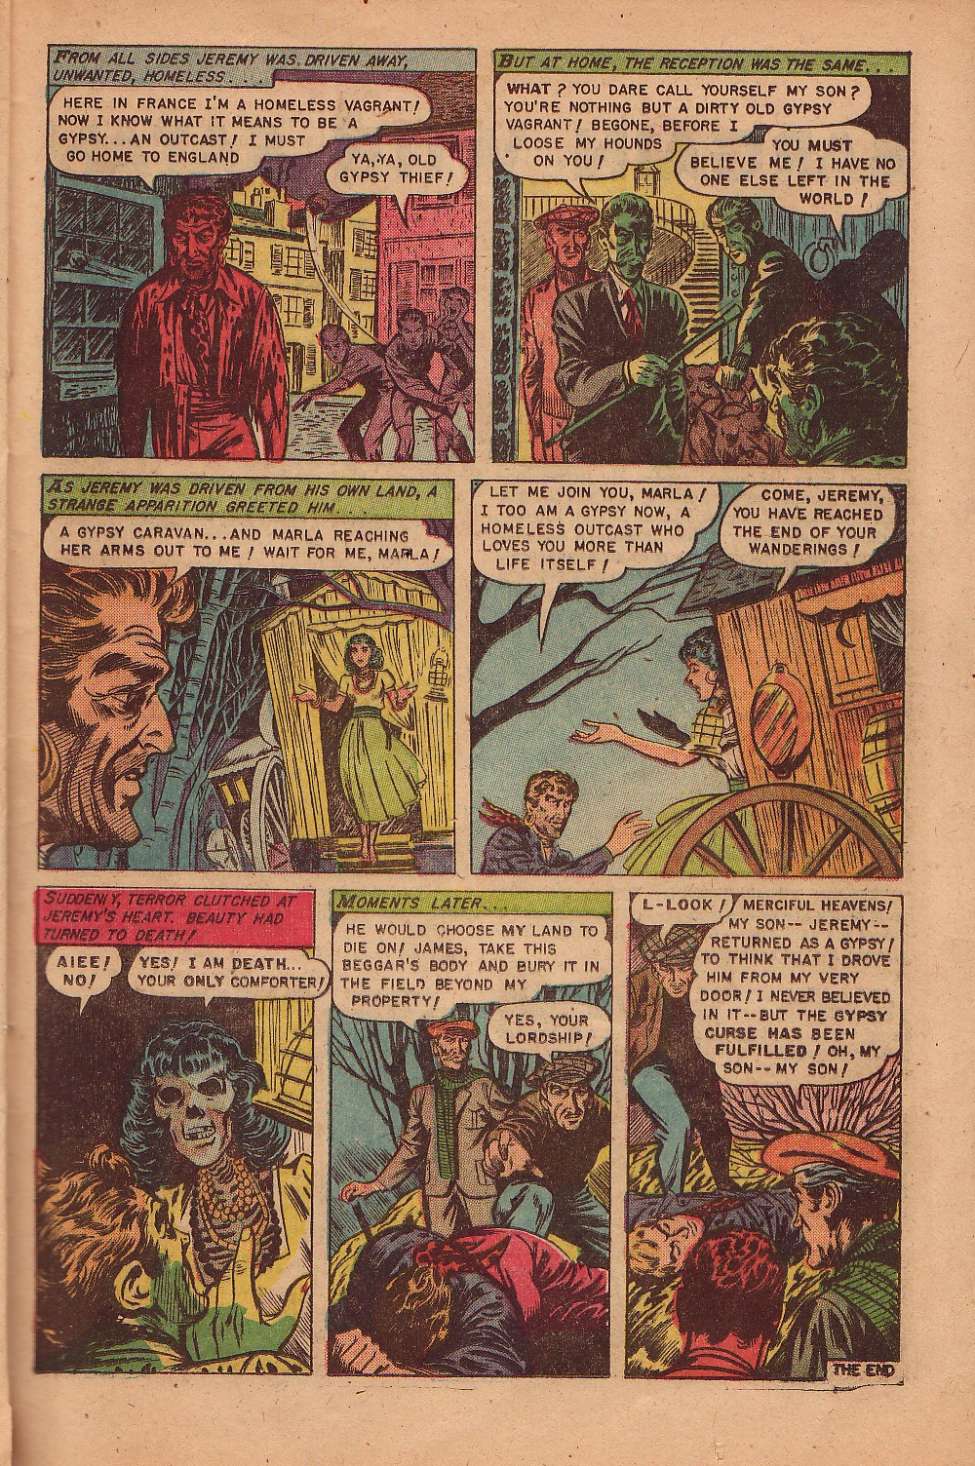 FROM ALL SIDES JEREMY WAS DRIVEN AWAY,
UNWANTED, HOMELESS....
HERE IN FRANCE I'M A HOMELESS VAGRANT!
NOW I KNOW WHAT IT MEANS TO BE A
GYPSY...AN OUTCAST! I MUST
GO HOME TO ENGLAND
YA, YA, OLD
GYPSY THIEF!
BUT AT HOME, THE RECEPTION WAS THE SAME...
WHAT? YOU DARE CALL YOURSELF MY SON?
YOU'RE NOTHING BUT A DIRTY OLD GYPSY
VAGRANT! BEGONE, BEFORE I
LOOSE MY HOUNDS
ON YOU!
YOU MUST
BELIEVE ME! I HAVE NO
ONE ELSE LEFT IN THE
WORLD!
AS JEREMY WAS DRIVEN FROM HIS OWN LAND, A
STRANGE APPARITION GREETED HIM....
A GYPSY CARAVAN...AND MARLA REACHING
HER ARMS OUT TO ME! WAIT FOR ME, MARLA!
LET ME JOIN YOU, MARLA!
I TOO AM A GYPSY NOW, A
HOMELESS OUTCAST WHO
LOVES YOU MORE THAN
LIFE ITSELF!
COME, JEREMY,
YOU HAVE REACHED
THE END OF YOUR
WANDERINGS!
SUDDENLY, TERROR CLUTCHED AT
JEREMY'S HEART. BEAUTY HAD
TURNED TO DEATH!
AIEE!
NO!
YES! I AM DEATH...
YOUR ONLY COMFORTER!
MOMENTS LATER...
HE WOULD CHOOSE MY LAND TO
DIE ON! JAMES, TAKE THIS
BEGGAR'S BODY AND BURY IT IN
THE FIELD BEYOND MY
PROPERTY!
YES, YOUR
LORDSHIP!
L-LOOK!
MERCIFUL HEAVENS!
MY SON-- JEREMY--
RETURNED AS A GYPSY!
TO THINK THAT I DROVE
HIM FROM MY VERY
DOOR! I NEVER BELIEVED
IN IT--BUT THE GYPSY
CURSE HAS BEEN
FULFILLED! OH, MY
SON-- MY SON!
THE END